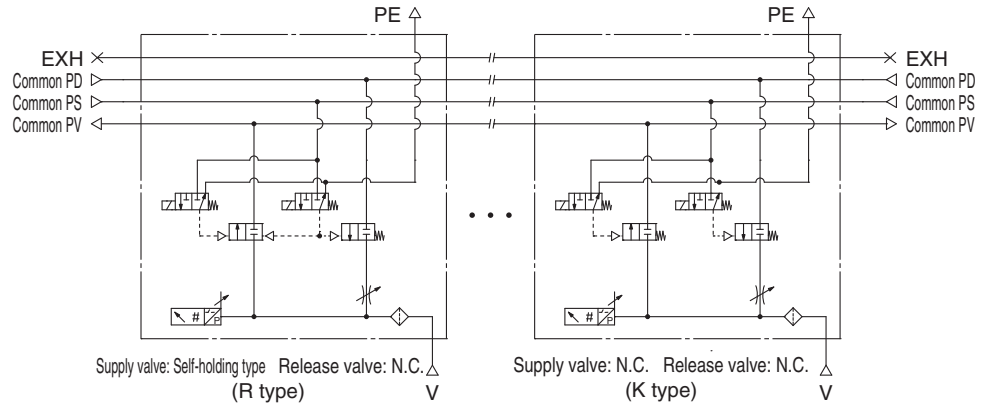 PE PE
EXH EXH
Common PD Common PD
Common PS Common PS
Common PV Common PV
# P # P
Supply valve: Self-holding type Release valve: N.C. Supply valve: N.C. Release valve: N.C.
(R type) V (K type) V